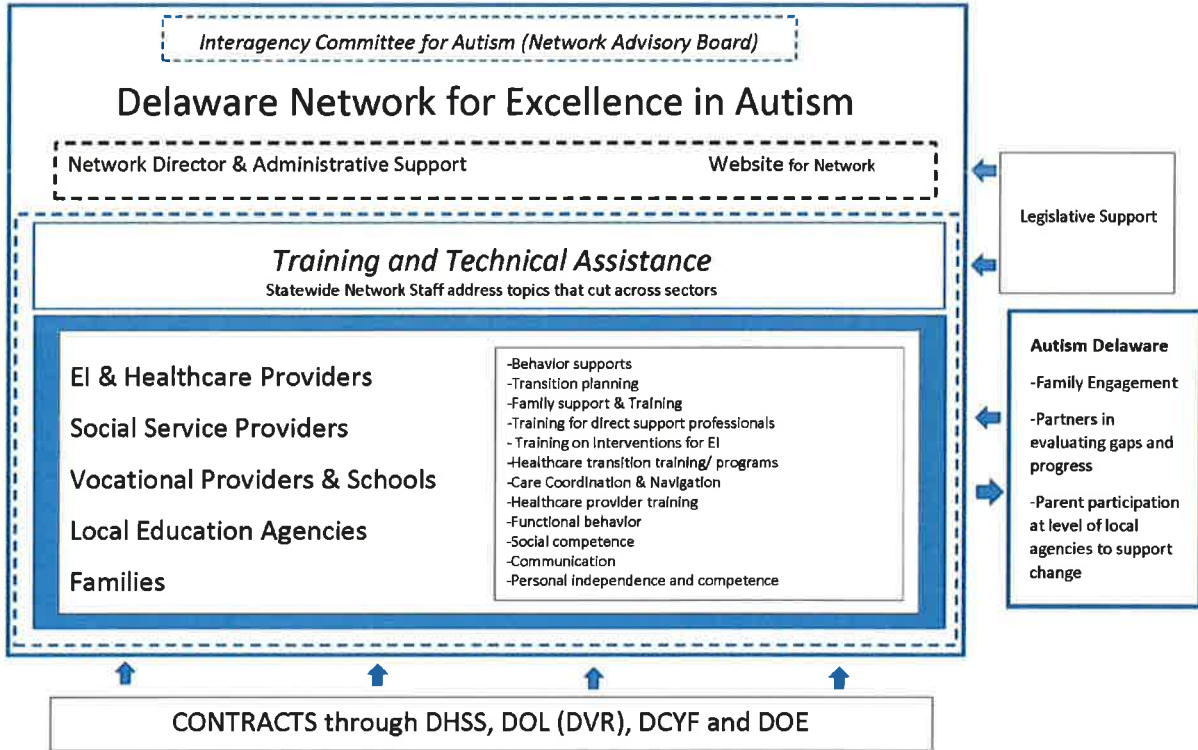 Interagency Committee for Autism (Network Advisory Board)
Delaware Network for Excellence in Autism
Network Director & Administrative Support
Website for Network
Training and Technical Assistance
Statewide Network Staff address topics that cut across sectors
EI & Healthcare Providers
Social Service Providers
Vocational Providers & Schools
Local Education Agencies
Families
-Behavior supports
-Transition planning
-Family support & Training
-Training for direct support professionals
- Training on Interventions for EI
-Healthcare transition training/ programs
-Care Coordination & Navigation
-Healthcare provider training
-Functional behavior
-Social competence
-Communication
-Personal independence and competence
Legislative Support
Autism Delaware
-Family Engagement
-Partners in
evaluating gaps and
progress
-Parent participation
at level of local
agencies to support
change
CONTRACTS through DHSS, DOL (DVR), DCYF and DOE